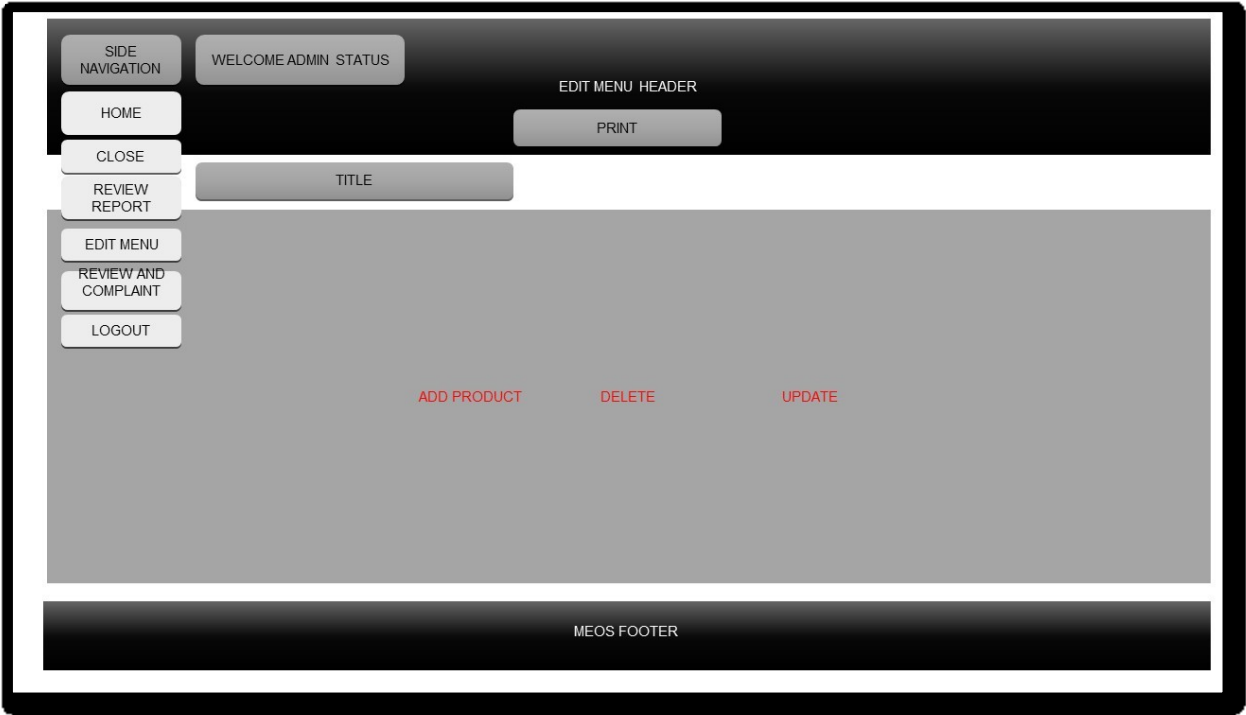 SIDE
NAVIGATION
WELCOME ADMIN STATUS
EDIT MENU HEADER
HOME
PRINT
CLOSE
TITLE
REVIEW
REPORT
EDIT MENU
REVIEW AND
COMPLAINT
LOGOUT
ADD PRODUCT DELETE UPDATE
MEOS FOOTER